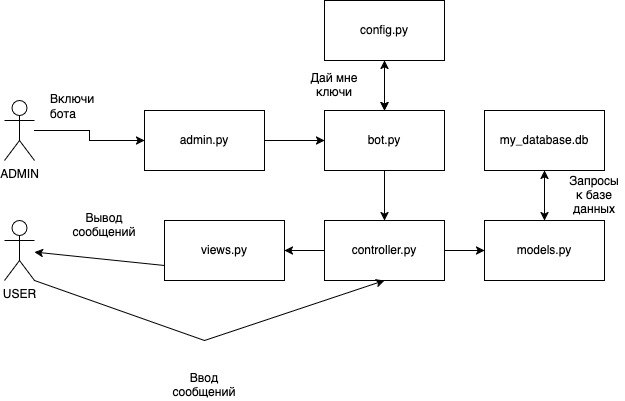 config.py
Дай мне
ключи
Включи
бота
ADMIN
admin.py
bot.py
my_database.db
Запросы
к базе
данных
Вывод
сообщений
USER
views.py
controller.py
models.py
Ввод
сообщений